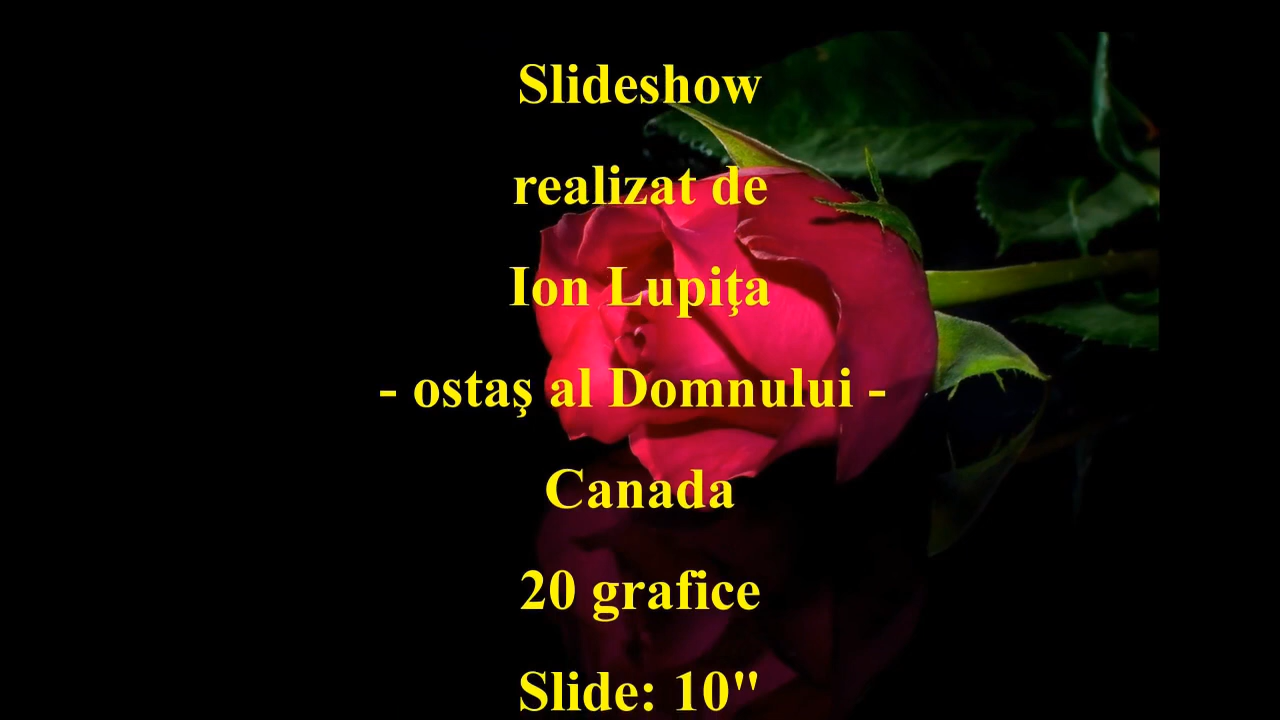 Slideshow
realizat de
Ion Lupiţa
- ostaş al Domnului -
Canada
20 grafice
Slide: 10"